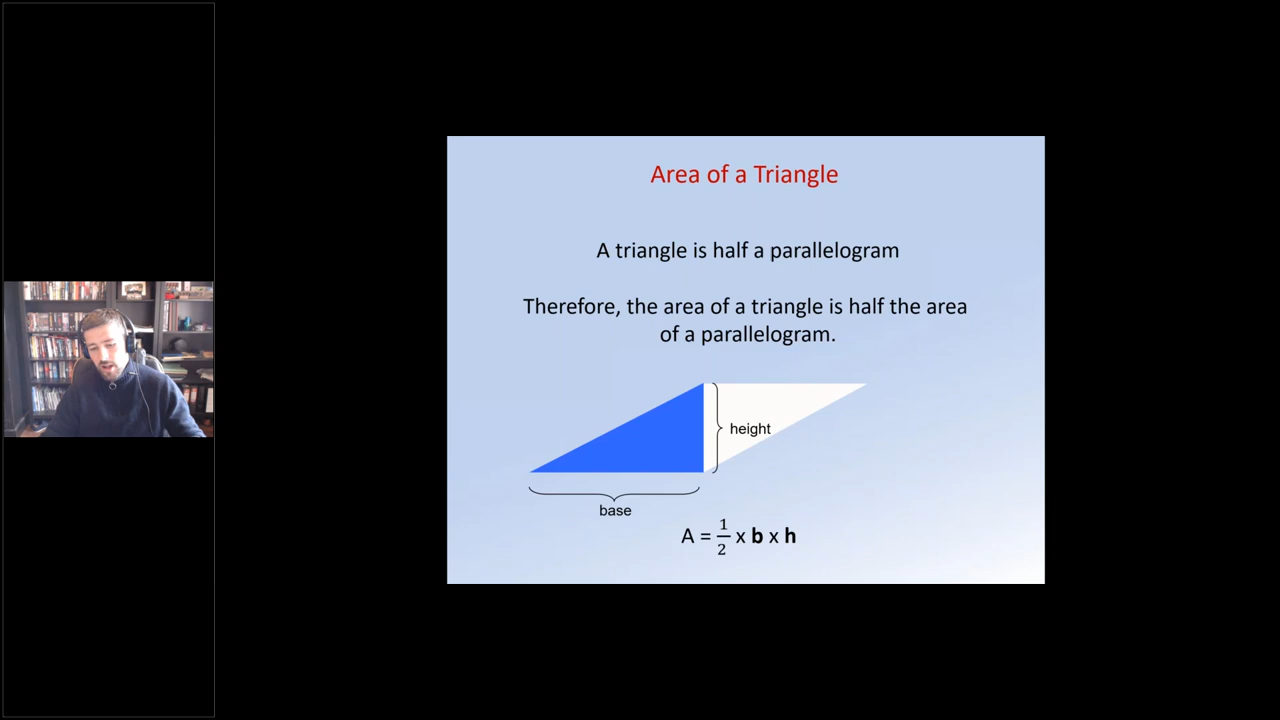 Area of a Triangle
A triangle is half a parallelogram
Therefore, the area of a triangle is half the area
of a parallelogram.
height
base
A = 1/2 x b x h